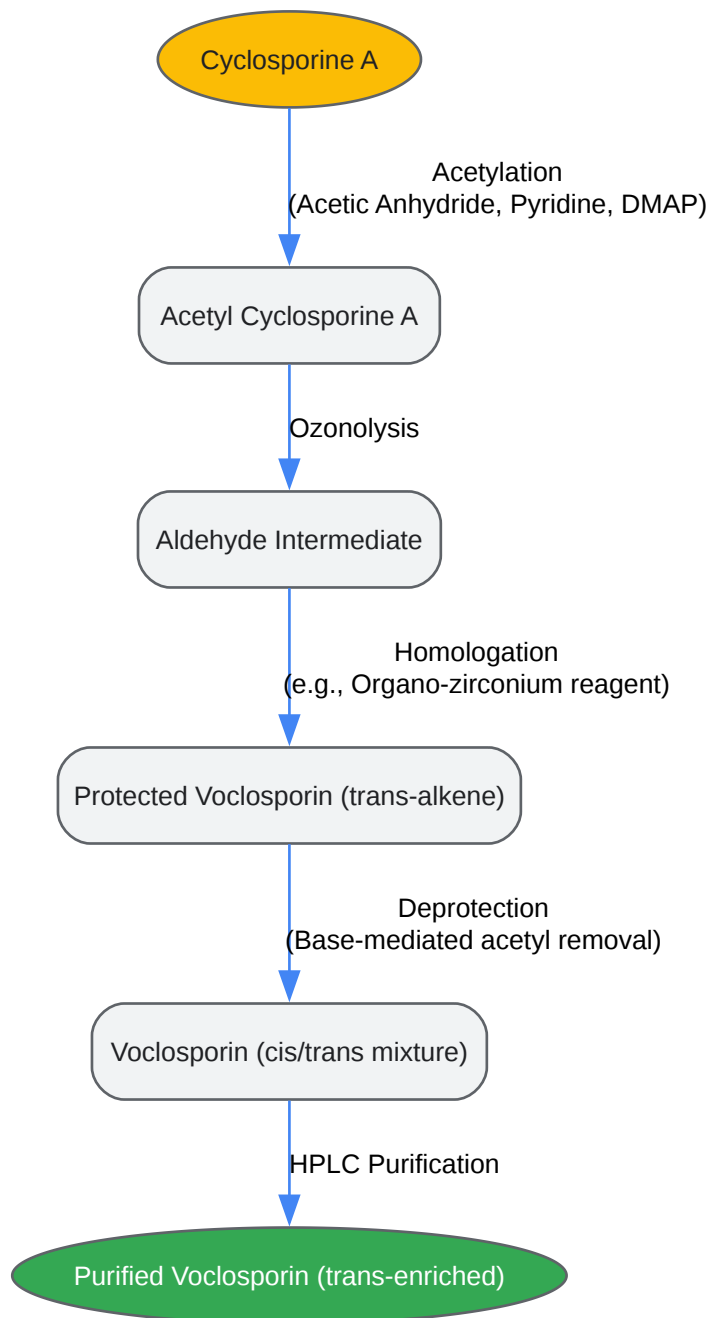 Cyclosporine A
Acetylation
(Acetic Anhydride, Pyridine, DMAP)
Acetyl Cyclosporine A
Ozonolysis
Aldehyde Intermediate
Homologation
(e.g., Organo-zirconium reagent)
Protected Voclosporin (trans-alkene)
Deprotection
(Base-mediated acetyl removal)
Voclosporin (cis/trans mixture)
HPLC Purification
Purified Voclosporin (trans-enriched)